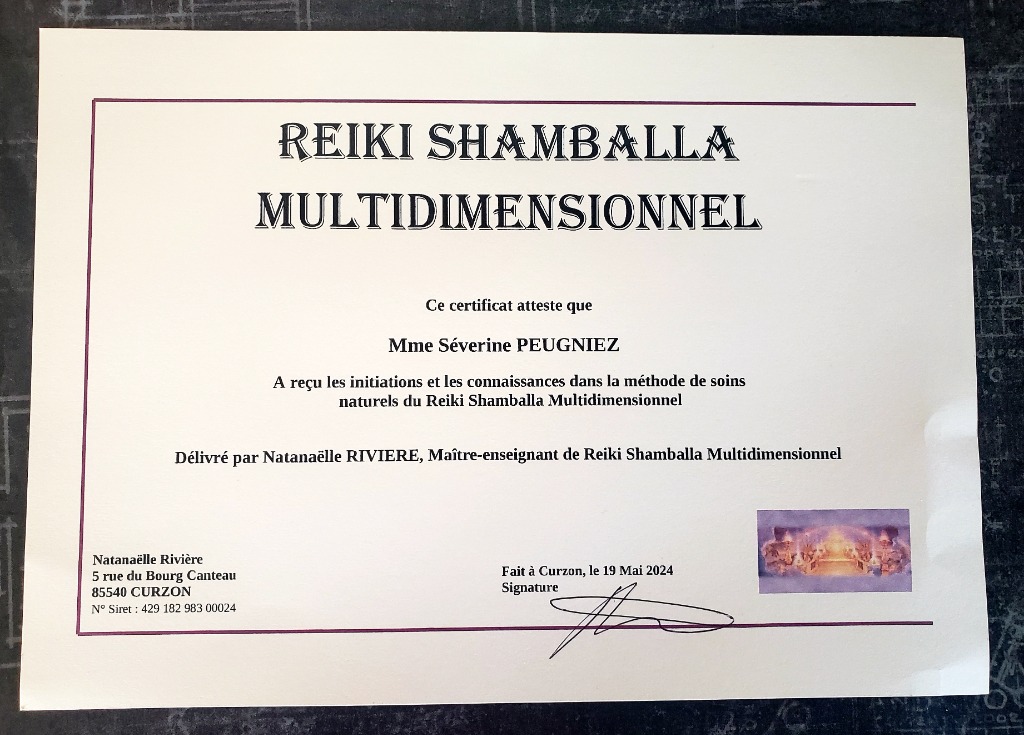 REIKI SHAMBALLA
MULTIDIMENSIONNEL
Ce certificat atteste que
Mme Séverine PEUGNIEZ
A reçu les initiations et les connaissances dans la méthode de soins
naturels du Reiki Shamballa Multidimensionnel
Délivré par Natanaëlle RIVIERE, Maître-enseignant de Reiki Shamballa Multidimensionnel
Natanaëlle Rivière
5 rue du Bourg Canteau
85540 CURZON
N° Siret : 429 182 983 00024
Fait à Curzon, le 19 Mai 2024
Signature